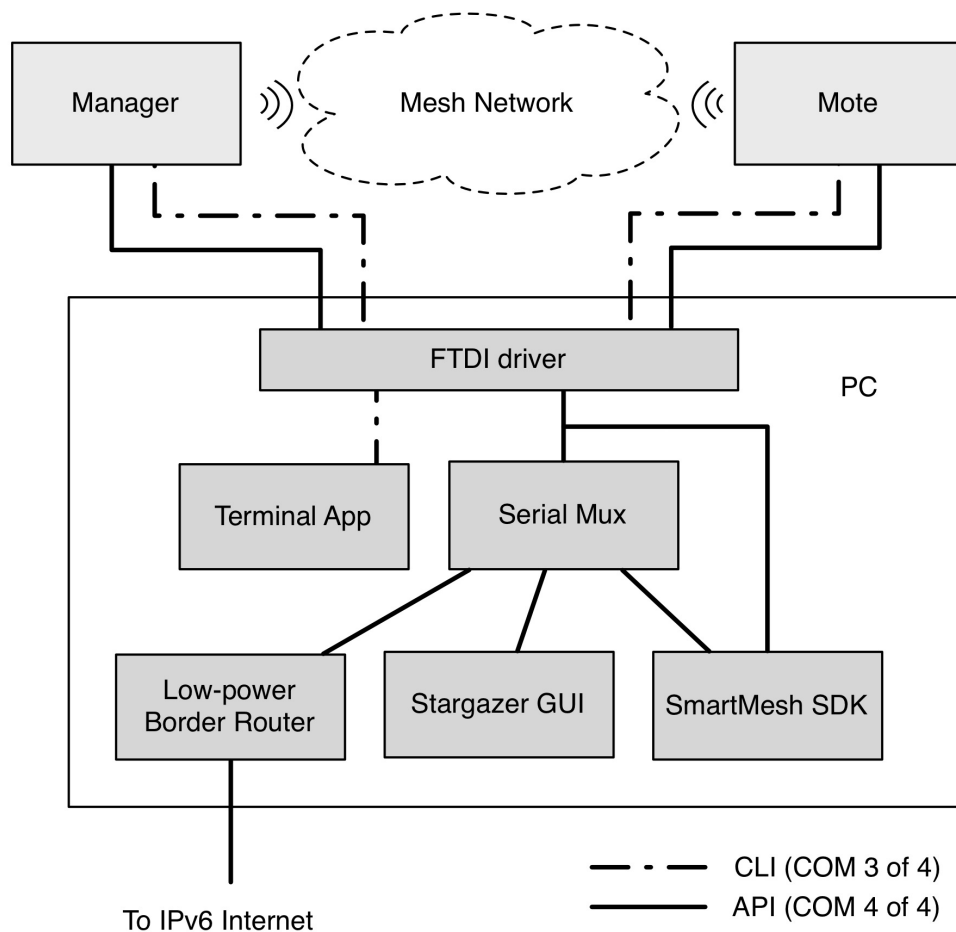 Manager
Mesh Network
Mote
FTDI driver
PC
Terminal App
Serial Mux
Low-power
Border Router
Stargazer GUI
SmartMesh SDK
CLI (COM 3 of 4)
API (COM 4 of 4)
To IPv6 Internet